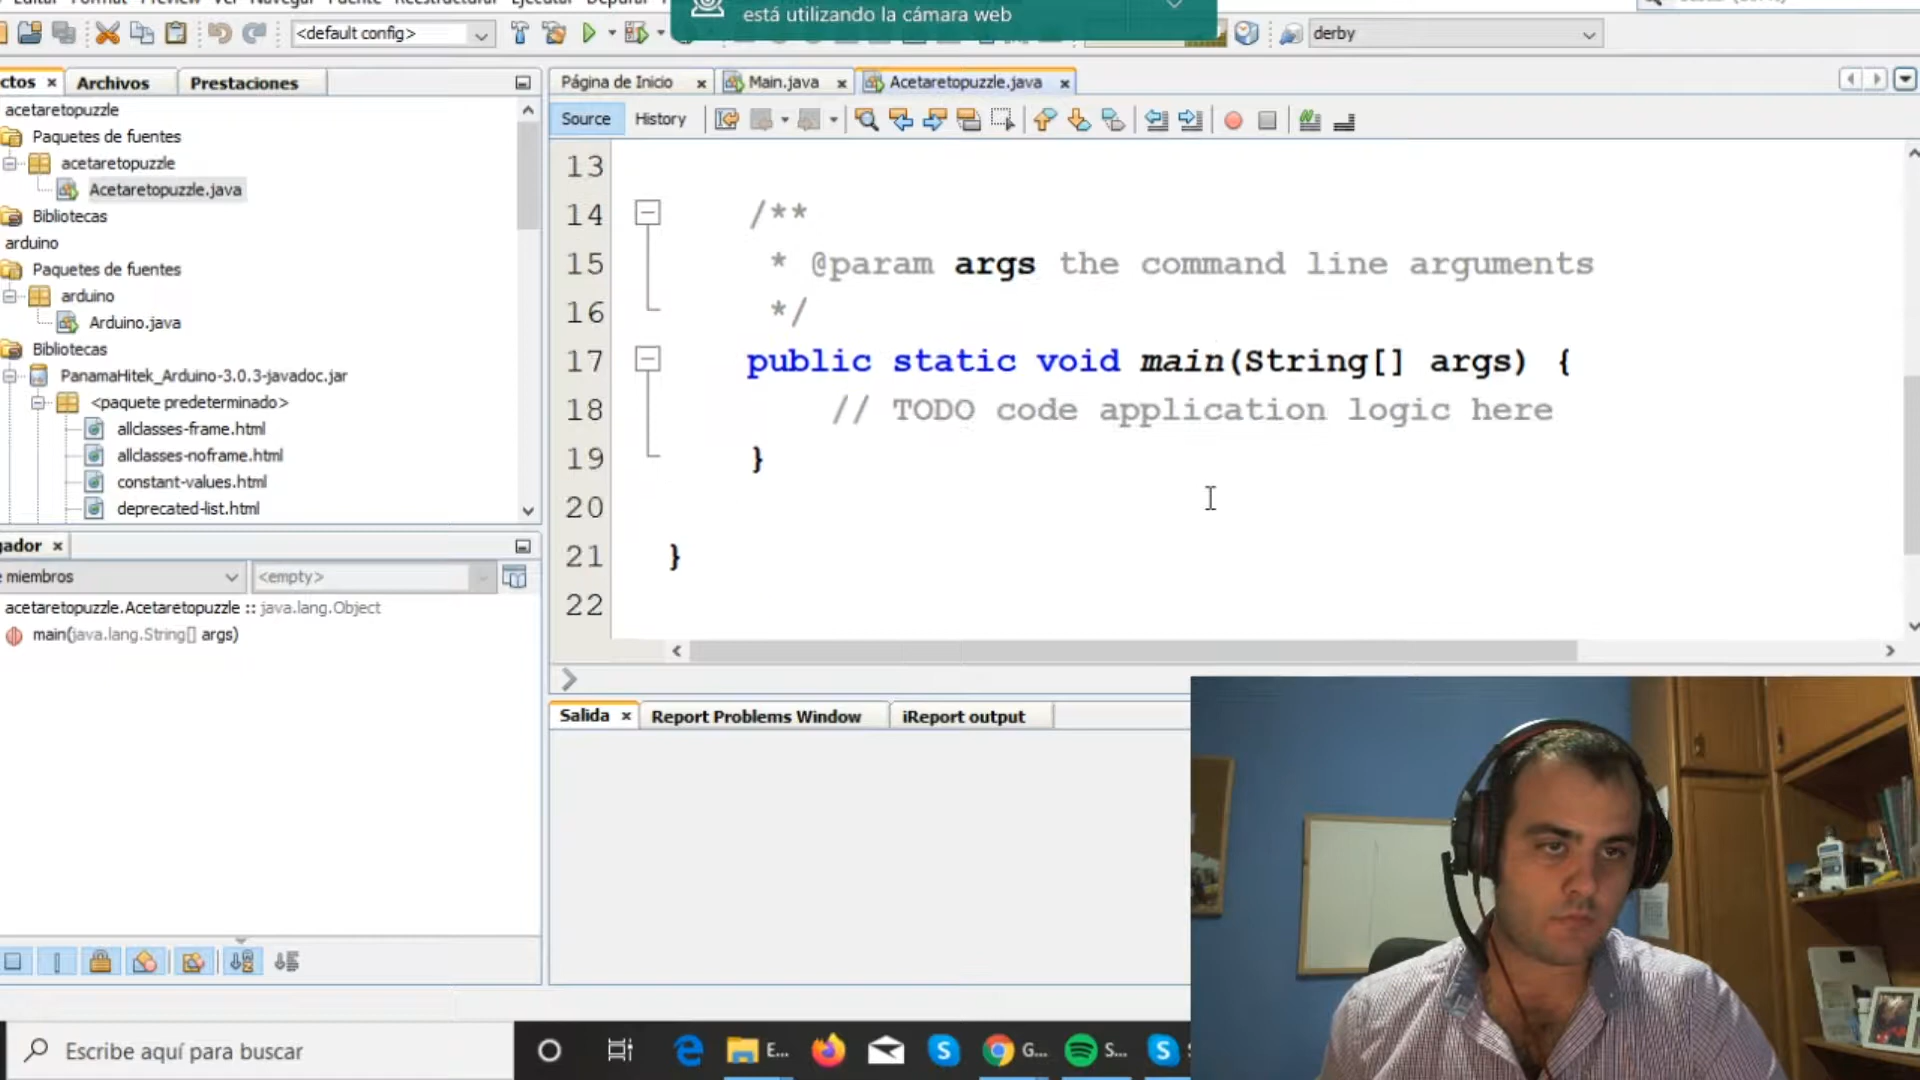 está utilizando la cámara web
<default config>
derby
ctos
Archivos
Prestaciones
Página de Inicio
Main.java
Acetaretopuzzle.java
Source
History
acetaretopuzzle
Paquetes de fuentes
acetaretopuzzle
Acetaretopuzzle.java
Bibliotecas
arduino
Paquetes de fuentes
arduino
Arduino.java
Bibliotecas
PanamaHitek_Arduino-3.0.3-javadoc.jar
<paquete predeterminado>
allclasses-frame.html
allclasses-noframe.html
constant-values.html
deprecated-list.html
13
14 /**
15 * @param args the command line arguments
16 */
17 public static void main(String[] args) {
18 // TODO code application logic here
19 }
20
21 }
22
gador
miembros
<empty>
acetaretopuzzle.Acetaretopuzzle :: java.lang.Object
main(java.lang.String[] args)
Salida
Report Problems Window
iReport output
Escribe aquí para buscar
E...
G...
S...